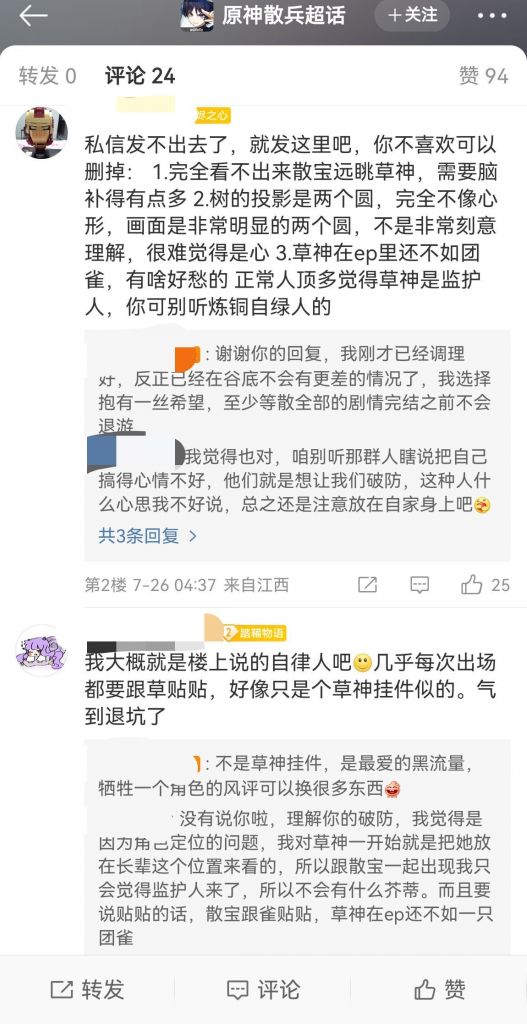 原神散兵超话
+关注
转发 0 评论 24 赞 94
烬之心
私信发不出去了，就发这里吧，你不喜欢可以
删掉： 1.完全看不出来散宝远眺草神，需要脑
补得有点多 2.树的投影是两个圆，完全不像心
形，画面是非常明显的两个圆，不是非常刻意
理解，很难觉得是心 3.草神在ep里还不如团
雀，有啥好愁的 正常人顶多觉得草神是监护
人，你可别听炼铜自绿人的
：谢谢你的回复，我刚才已经调理
好，反正已经在谷底不会有更差的情况了，我选择
抱有一丝希望，至少等散全部的剧情完结之前不会
退游
我觉得也对，咱别听那群人瞎说把自己
搞得心情不好，他们就是想让我们破防，这种人什
么心思我不好说，总之还是注意放在自家身上吧
共3条回复 >
第2楼 7-26 04:37 来自江西 25
2 踏鞴物语
我大概就是楼上说的自律人吧 几乎每次出场
都要跟草贴贴，好像只是个草神挂件似的。气
到退坑了
：不是草神挂件，是最爱的黑流量，
牺牲一个角色的风评可以换很多东西
没有说你啦，理解你的破防，我觉得是
因为角色定位的问题，我对草神一开始就是把她放
在长辈这个位置来看的，所以跟散宝一起出现我只
会觉得监护人来了，所以不会有什么芥蒂。而且要
说贴贴的话，散宝跟雀贴贴，草神在ep还不如一只
团雀
转发 评论 赞